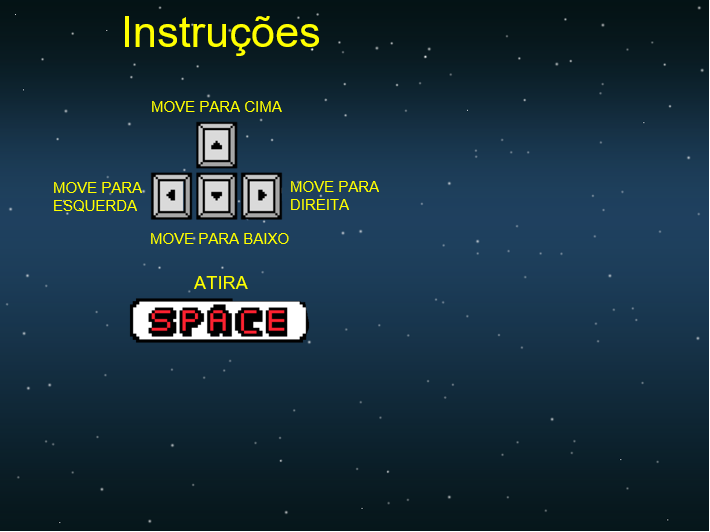 Instruções
MOVE PARA CIMA
MOVE PARA
ESQUERDA
MOVE PARA
DIREITA
MOVE PARA BAIXO
ATIRA
SPACE